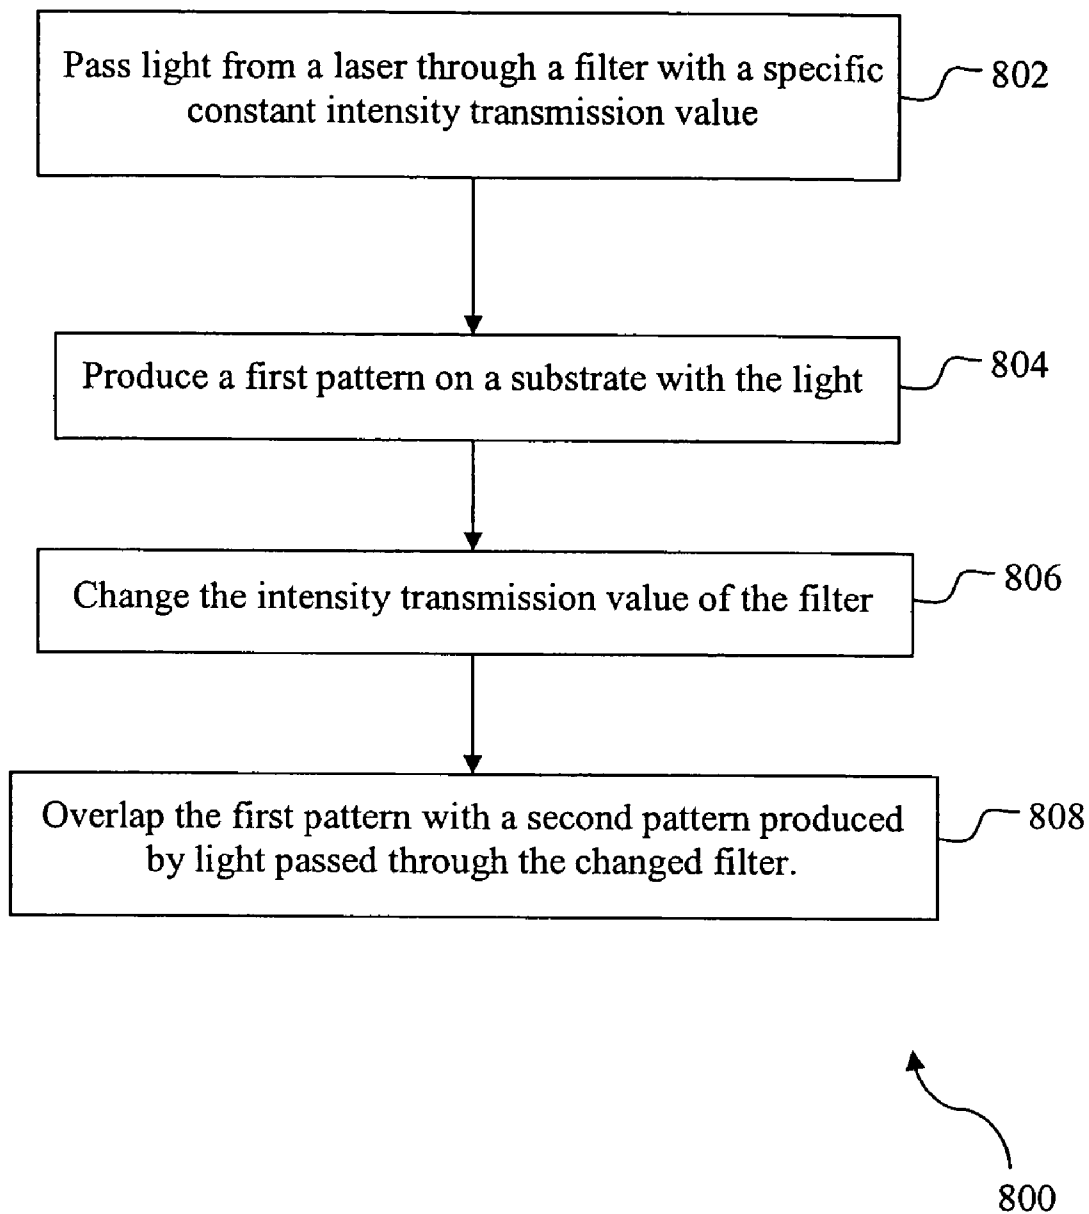 Pass light from a laser through a filter with a specific
constant intensity transmission value
802
Produce a first pattern on a substrate with the light
804
Change the intensity transmission value of the filter
806
Overlap the first pattern with a second pattern produced
by light passed through the changed filter.
808
800